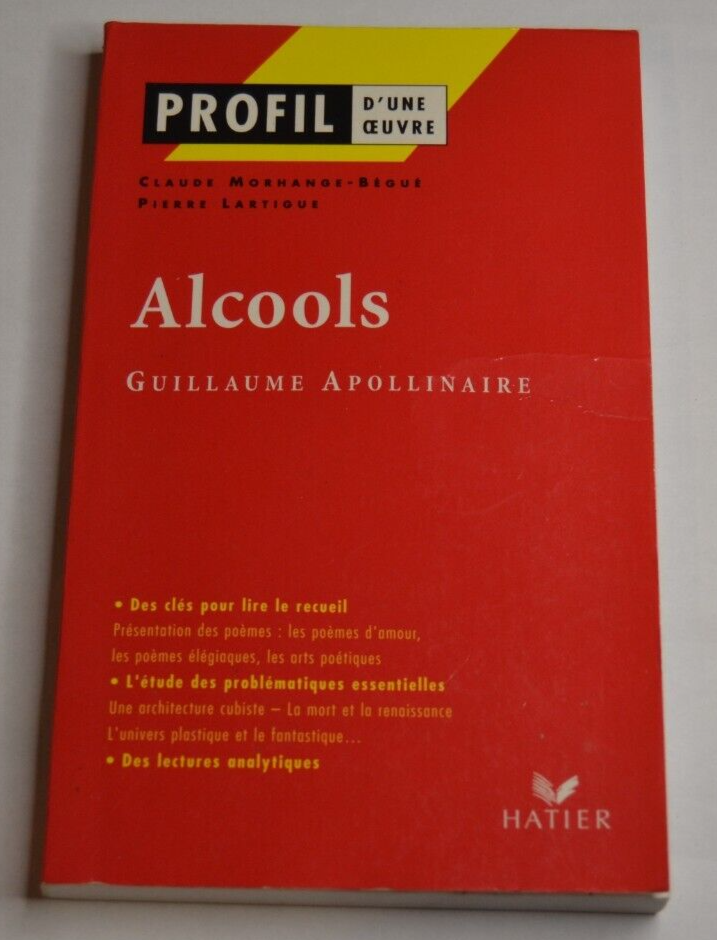 PROFIL D'UNE ŒUVRE
CLAUDE MORHANGE-BÉGUÉ
PIERRE LARTIGUE
Alcools
GUILLAUME APOLLINAIRE
• Des clés pour lire le recueil
Présentation des poèmes : les poèmes d'amour,
les poèmes élégiaques, les arts poétiques
• L'étude des problématiques essentielles
Une architecture cubiste – La mort et la renaissance
L'univers plastique et le fantastique...
• Des lectures analytiques
HATIER